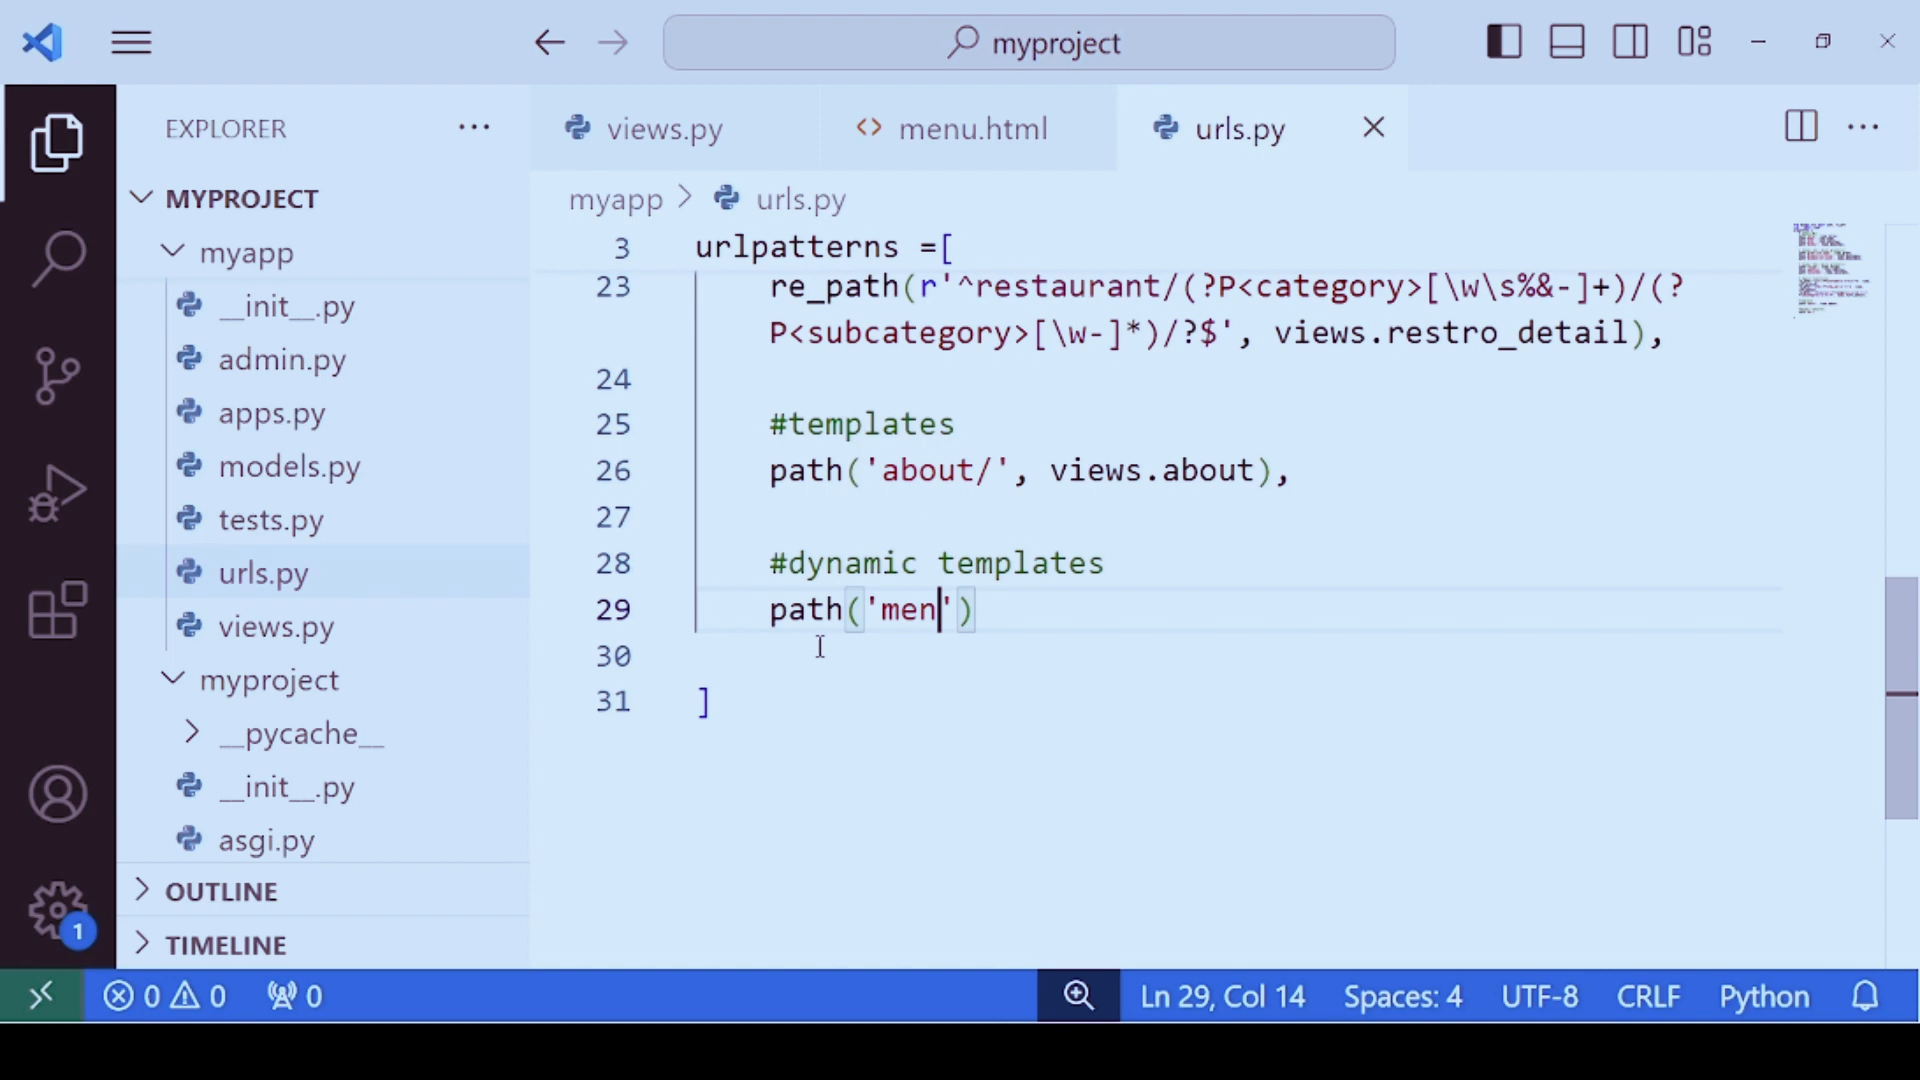 myproject
EXPLORER
views.py
menu.html
urls.py
MYPROJECT
myapp
__init__.py
admin.py
apps.py
models.py
tests.py
urls.py
views.py
myproject
__pycache__
__init__.py
asgi.py
OUTLINE
TIMELINE
myapp > urls.py
3 urlpatterns =[
23 re_path(r'^restaurant/(?P<category>[\w\s%&-]+)/(?
P<subcategory>[\w-]*)/?$', views.restro_detail),
24
25 #templates
26 path('about/', views.about),
27
28 #dynamic templates
29 path('men')
30
31 ]
1
0 0 0
Ln 29, Col 14 Spaces: 4 UTF-8 CRLF Python